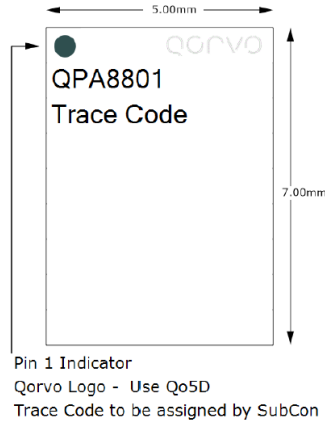 5.00mm
QORVO
QPA8801
Trace Code
7.00mm
Pin 1 Indicator
Qorvo Logo - Use Qo5D
Trace Code to be assigned by SubCon